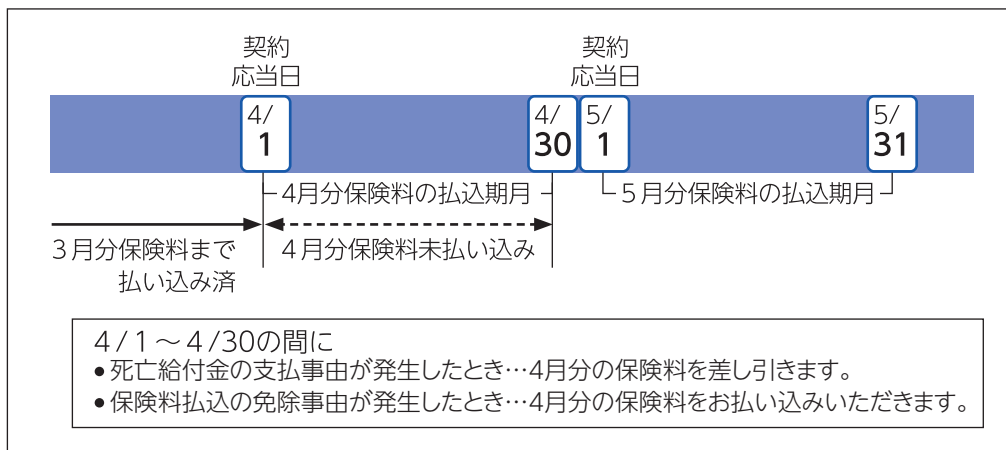 契約
応当日
契約
応当日
4/
1
4/
30
5/
1
5/
31
4月分保険料の払込期月
5月分保険料の払込期月
3月分保険料まで
払い込み済
4月分保険料未払い込み
4/1～4/30の間に
●死亡給付金の支払事由が発生したとき…4月分の保険料を差し引きます。
●保険料払込の免除事由が発生したとき…4月分の保険料をお払い込みいただきます。